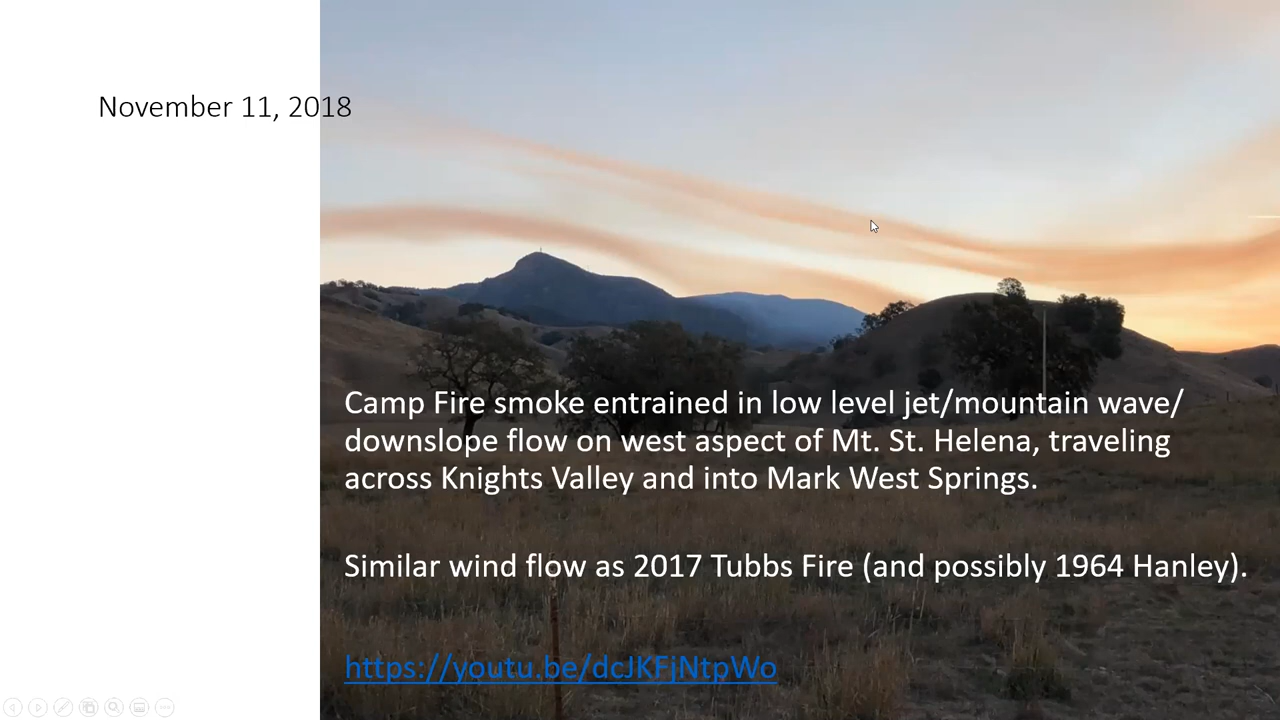 November 11, 2018
Camp Fire smoke entrained in low level jet/mountain wave/
downslope flow on west aspect of Mt. St. Helena, traveling
across Knights Valley and into Mark West Springs.
Similar wind flow as 2017 Tubbs Fire (and possibly 1964 Hanley).
https://youtu.be/dcJKFjNtpWo